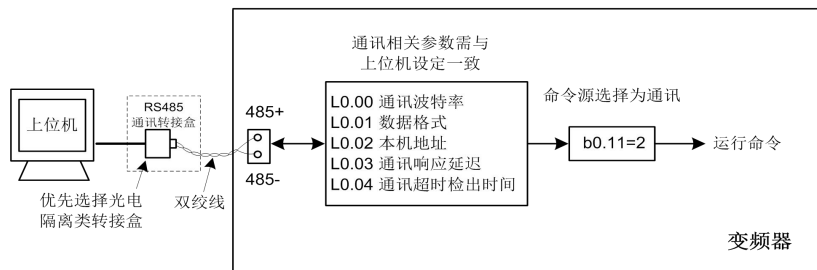 通讯相关参数需与
上位机设定一致
上位机
RS485
通讯转接盒
优先选择光电
隔离类转接盒
双绞线
485+
485-
L0.00 通讯波特率
L0.01 数据格式
L0.02 本机地址
L0.03 通讯响应延迟
L0.04 通讯超时检出时间
命令源选择为通讯
b0.11=2
运行命令
变频器